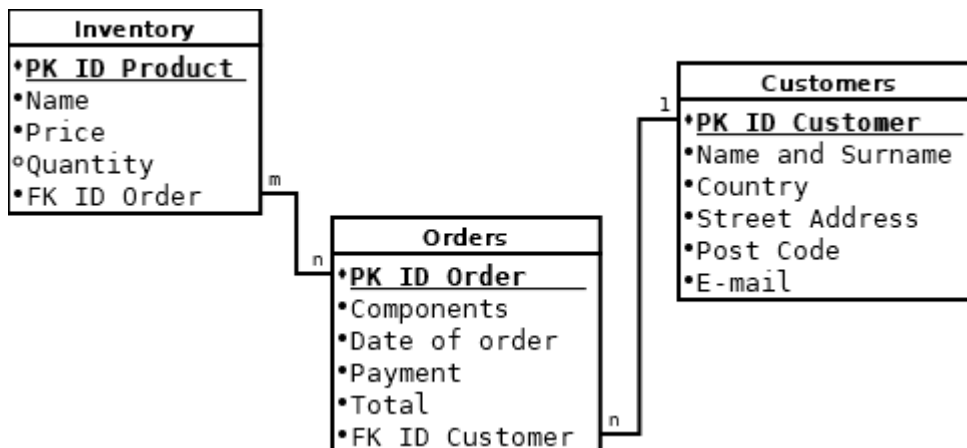 Inventory
PK ID Product
Name
Price
Quantity
FK ID Order
m
n
Orders
PK ID Order
Components
Date of order
Payment
Total
FK ID Customer
n
1
Customers
PK ID Customer
Name and Surname
Country
Street Address
Post Code
E-mail